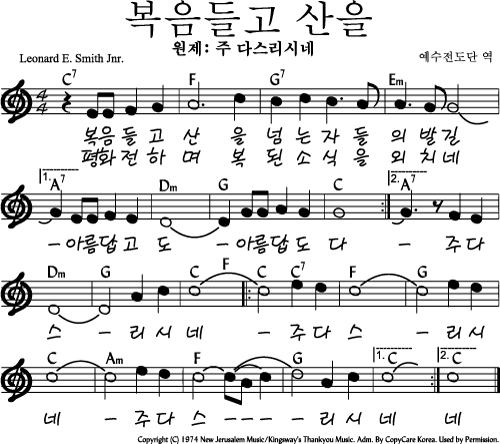 복음들고 산을
원제: 주 다스리시네
Leonard E. Smith Jnr.
예수전도단 역
C7 F G7 Em
4 4
복음들고 산 을 넘는자 들 의 발길
평화전하 며 복 된소식 을 외 치네
1. A7 Dm G C 2. A7
- 아름답고 도 - 아름답도 다 - 주다
Dm G C F C C7 F G
스 - 리시 네 - 주다 스 - 리시
C Am F G 1. C 2. C
네 - 주다 스 - - - - 리시 네 네
Copyright (C) 1974 New Jerusalem Music/Kingsway's Thankyou Music. Adm. By CopyCare Korea. Used by Permission.